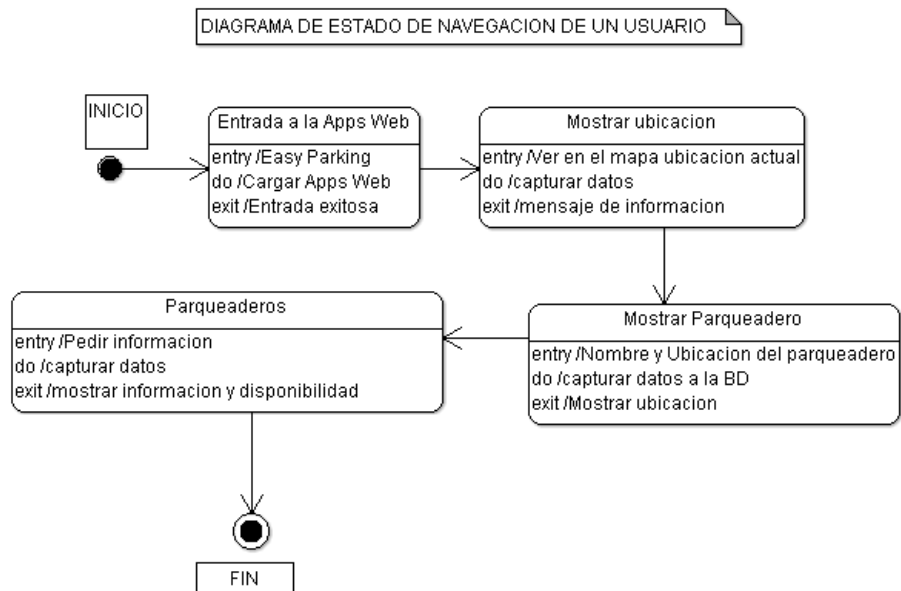 DIAGRAMA DE ESTADO DE NAVEGACION DE UN USUARIO
INICIO
Entrada a la Apps Web
entry /Easy Parking
do /Cargar Apps Web
exit /Entrada exitosa
Mostrar ubicacion
entry /Ver en el mapa ubicacion actual
do /capturar datos
exit /mensaje de informacion
Mostrar Parqueadero
entry /Nombre y Ubicacion del parqueadero
do /capturar datos a la BD
exit /Mostrar ubicacion
Parqueaderos
entry /Pedir informacion
do /capturar datos
exit /mostrar informacion y disponibilidad
FIN